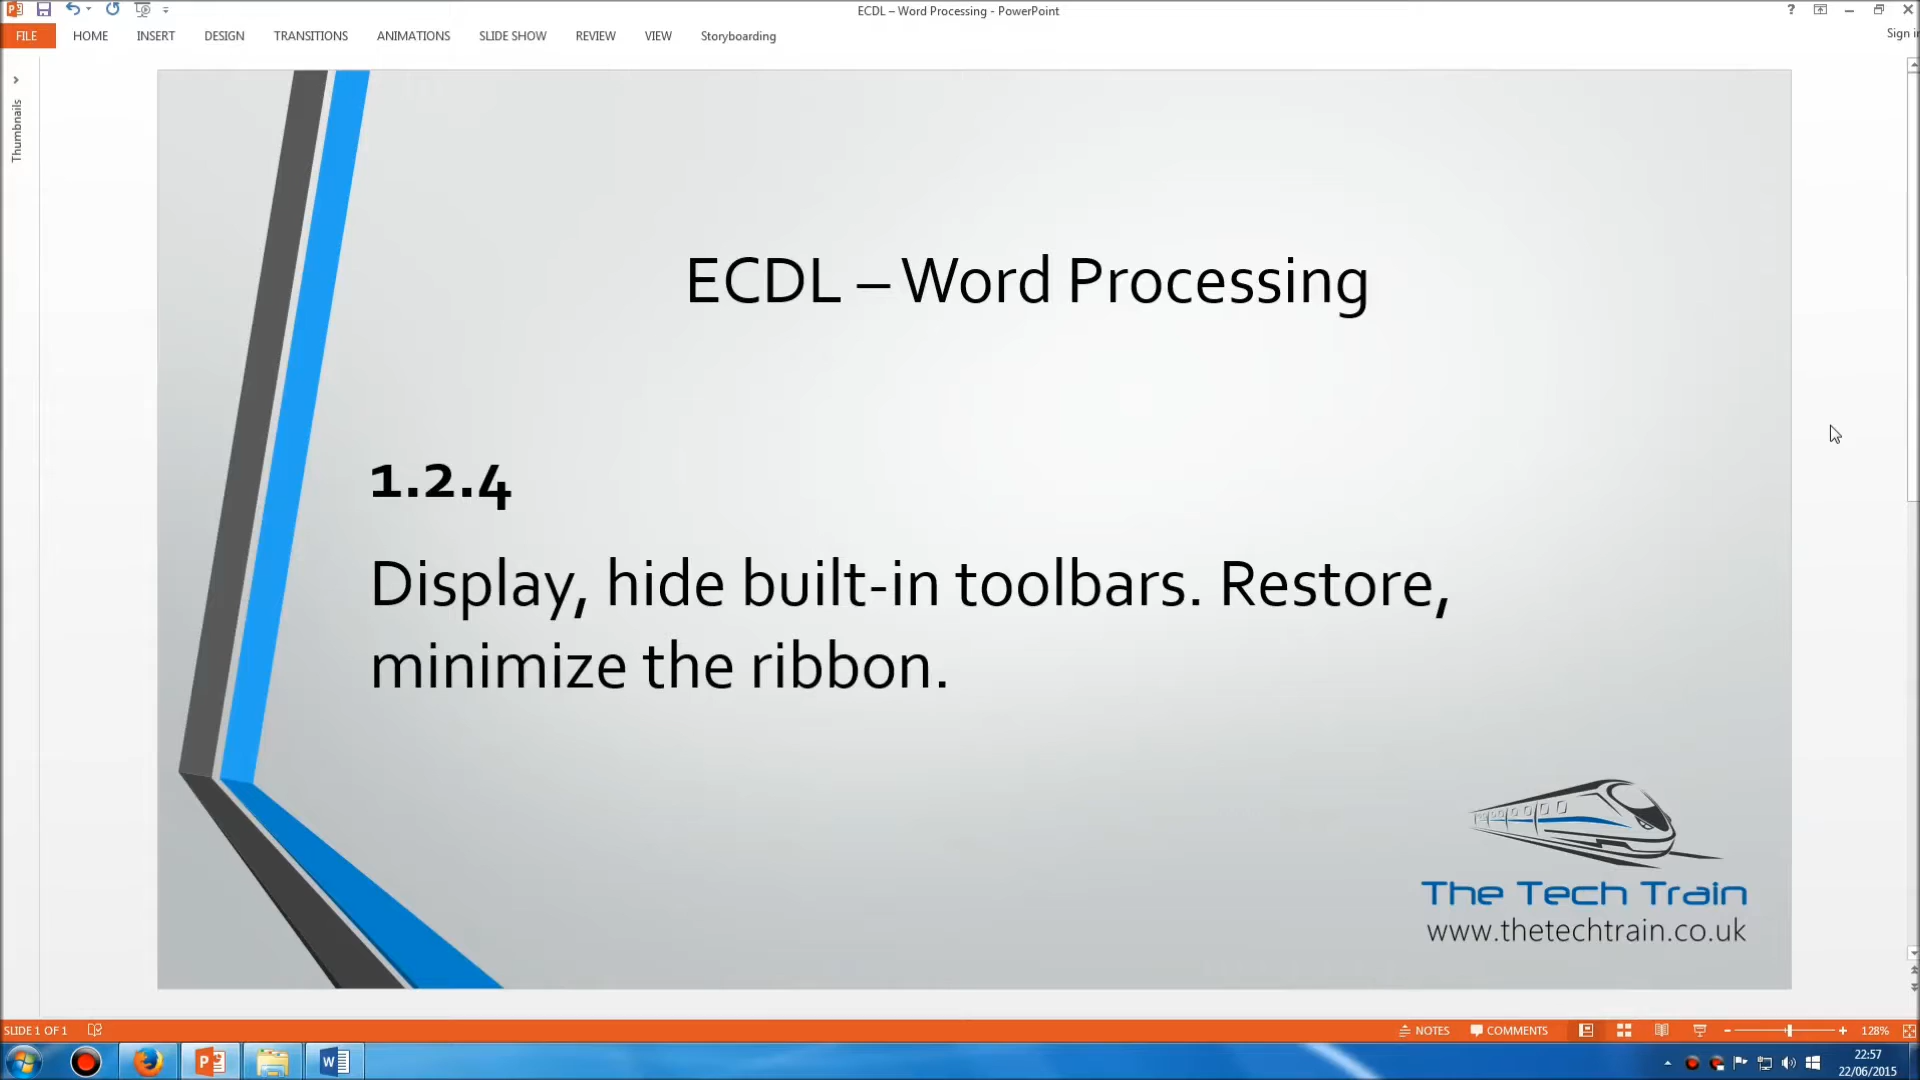 ECDL – Word Processing - PowerPoint
?
Sign in
FILE HOME INSERT DESIGN TRANSITIONS ANIMATIONS SLIDE SHOW REVIEW VIEW Storyboarding
Thumbnails
ECDL – Word Processing
1.2.4
Display, hide built-in toolbars. Restore,
minimize the ribbon.
The Tech Train
www.thetechtrain.co.uk
SLIDE 1 OF 1
NOTES COMMENTS 128%
22:57
22/06/2015